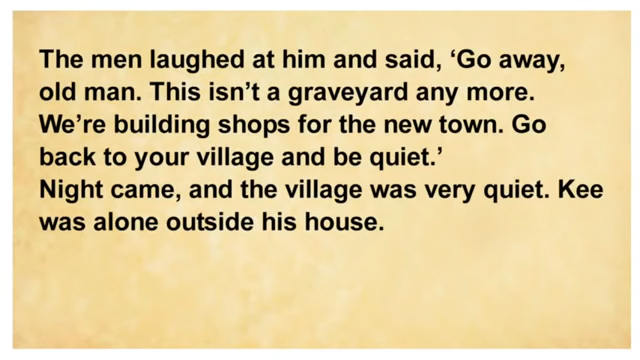 The men laughed at him and said, ‘Go away,
old man. This isn’t a graveyard any more.
We’re building shops for the new town. Go
back to your village and be quiet.’
Night came, and the village was very quiet. Kee
was alone outside his house.